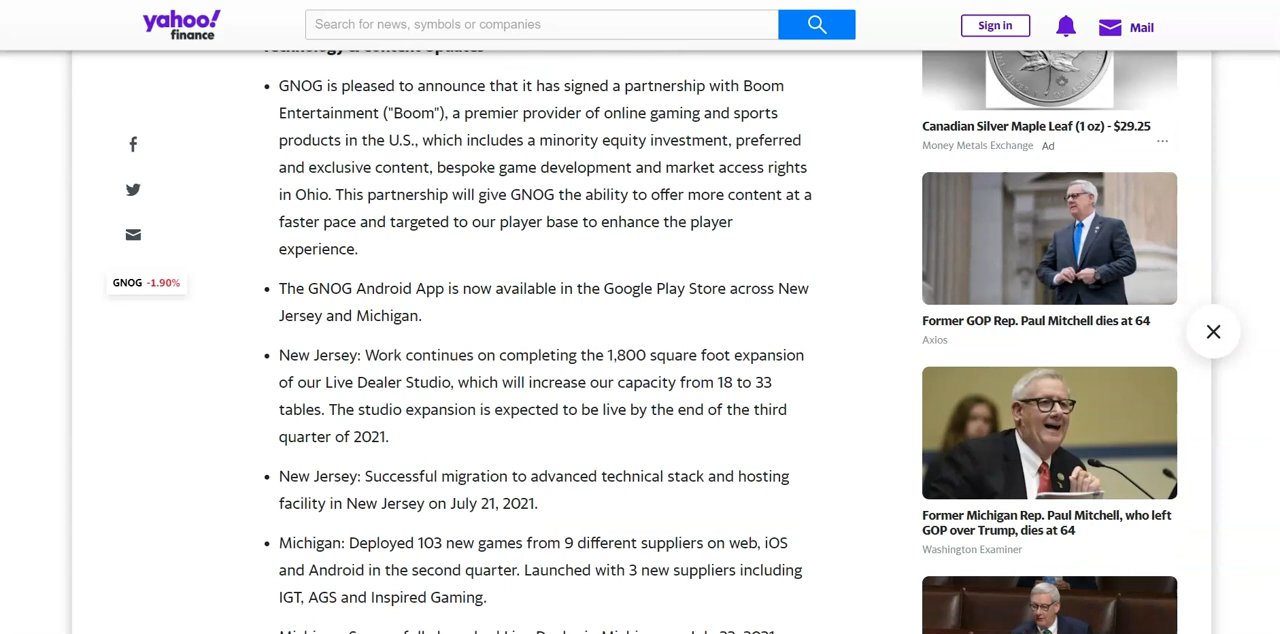 yahoo!
finance
Search for news, symbols or companies
Sign in
Mail
Technology & Content Updates
• GNOG is pleased to announce that it has signed a partnership with Boom
Entertainment ("Boom"), a premier provider of online gaming and sports
products in the U.S., which includes a minority equity investment, preferred
and exclusive content, bespoke game development and market access rights
in Ohio. This partnership will give GNOG the ability to offer more content at a
faster pace and targeted to our player base to enhance the player
experience.
• The GNOG Android App is now available in the Google Play Store across New
Jersey and Michigan.
• New Jersey: Work continues on completing the 1,800 square foot expansion
of our Live Dealer Studio, which will increase our capacity from 18 to 33
tables. The studio expansion is expected to be live by the end of the third
quarter of 2021.
• New Jersey: Successful migration to advanced technical stack and hosting
facility in New Jersey on July 21, 2021.
• Michigan: Deployed 103 new games from 9 different suppliers on web, iOS
and Android in the second quarter. Launched with 3 new suppliers including
IGT, AGS and Inspired Gaming.
GNOG -1.90%
Canadian Silver Maple Leaf (1 oz) - $29.25
Money Metals Exchange Ad
Former GOP Rep. Paul Mitchell dies at 64
Axios
Former Michigan Rep. Paul Mitchell, who left
GOP over Trump, dies at 64
Washington Examiner